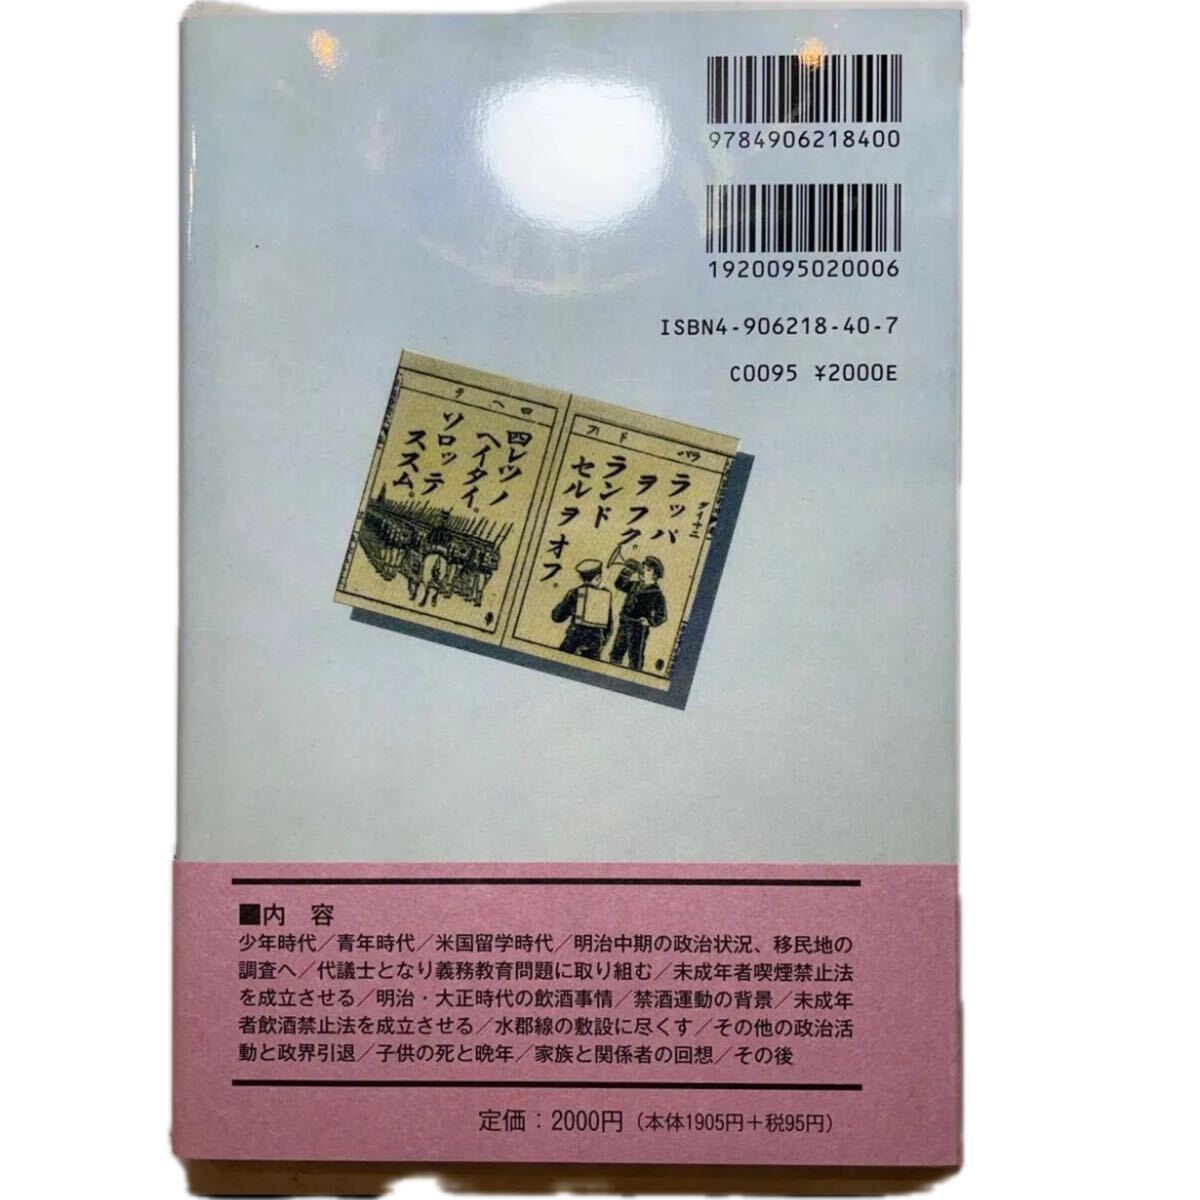 9784906218400
1920095020006
ISBN4-906218-40-7
C0095 ¥2000E
ラッパ
ヲフク。
ランド
セルヲオフ。
四レツノ
ヘイタイ。
ソロッテ
ススム。
■内 容
少年時代／青年時代／米国留学時代／明治中期の政治状況、移民地の
調査へ／代議士となり義務教育問題に取り組む／未成年者喫煙禁止法
を成立させる／明治・大正時代の飲酒事情／禁酒運動の背景／未成年
者飲酒禁止法を成立させる／水郡線の敷設に尽くす／その他の政治活
動と政界引退／子供の死と晩年／家族と関係者の回想／その後
定価：2000円（本体1905円＋税95円）